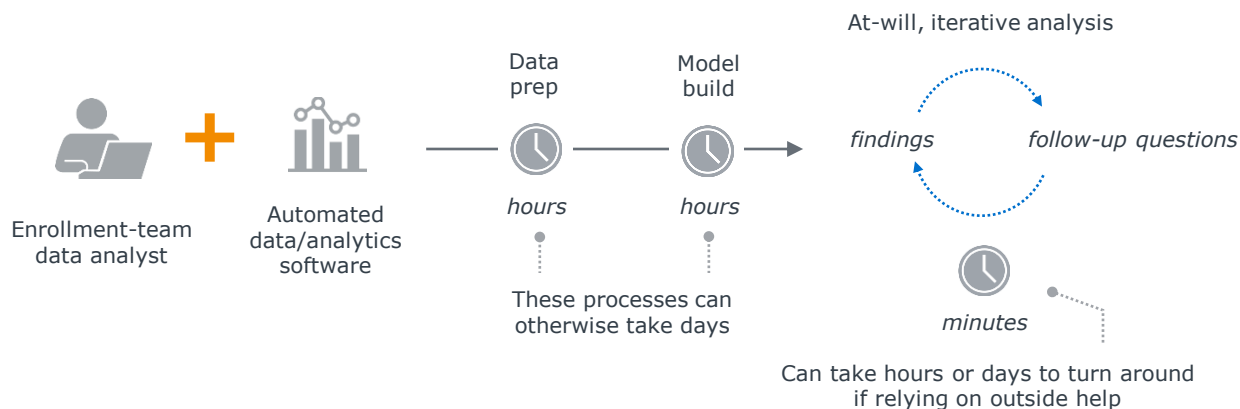 Enrollment-team
data analyst
Automated
data/analytics
software
Data
prep
hours
Model
build
hours
These processes can
otherwise take days
At-will, iterative analysis
findings
follow-up questions
minutes
Can take hours or days to turn around
if relying on outside help